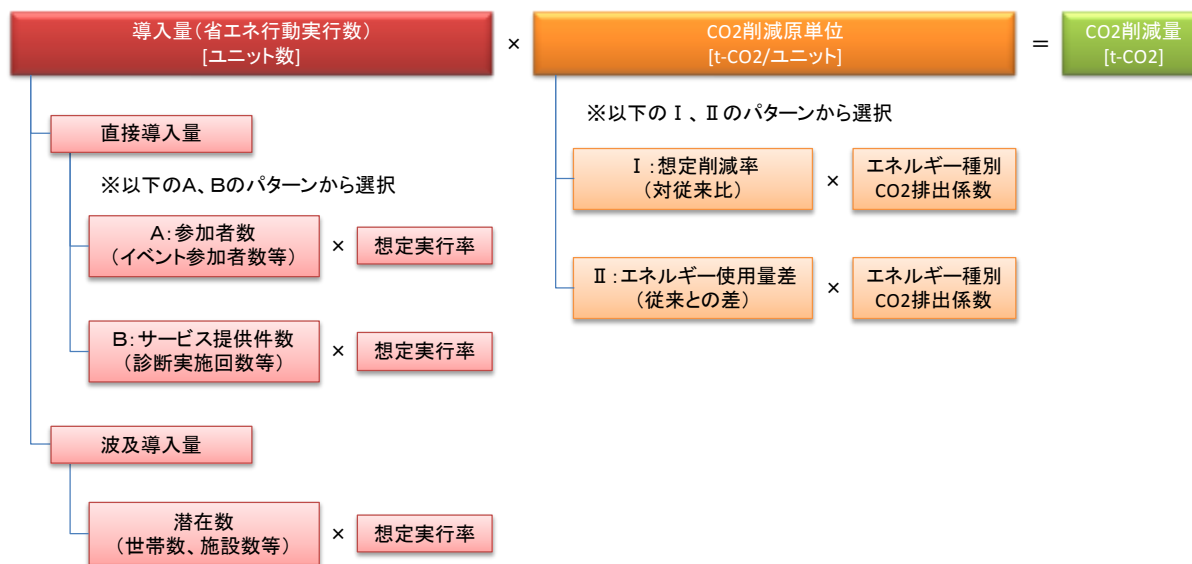 導入量（省エネ行動実行数）
[ユニット数]
×
CO2削減原単位
[t-CO2/ユニット]
＝
CO2削減量
[t-CO2]
直接導入量
※以下のA、Bのパターンから選択
A：参加者数
（イベント参加者数等）
×
想定実行率
B：サービス提供件数
（診断実施回数等）
×
想定実行率
波及導入量
潜在数
（世帯数、施設数等）
×
想定実行率
※以下のⅠ、Ⅱのパターンから選択
Ⅰ：想定削減率
（対従来比）
×
エネルギー種別
CO2排出係数
Ⅱ：エネルギー使用量差
（従来との差）
×
エネルギー種別
CO2排出係数